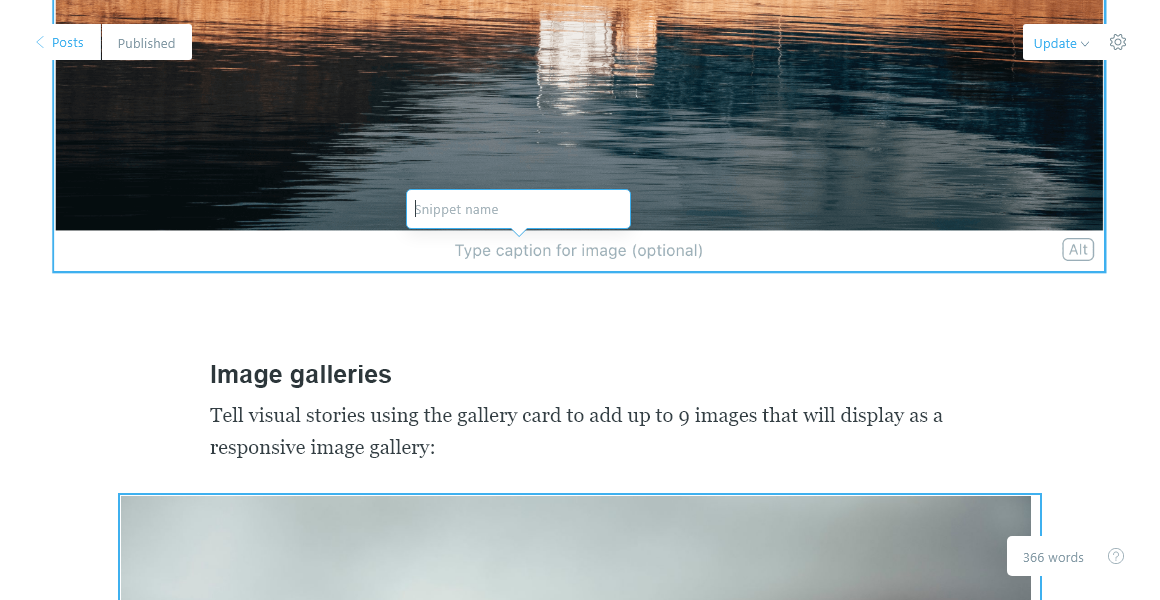 Posts
Published
Update
Snippet name
Type caption for image (optional)
Alt
Image galleries
Tell visual stories using the gallery card to add up to 9 images that will display as a
responsive image gallery:
366 words
?